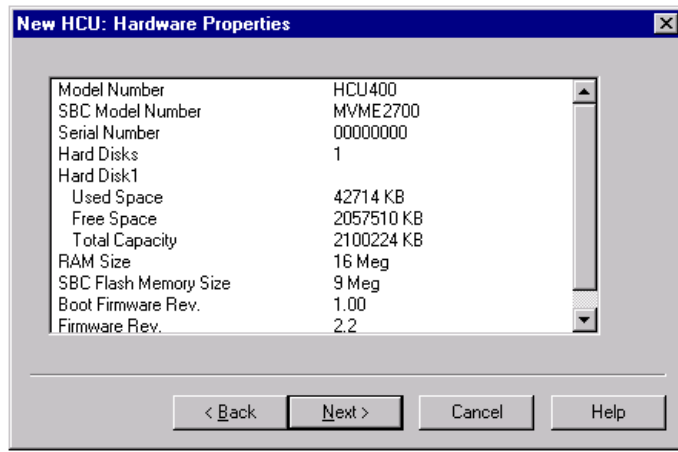 New HCU: Hardware Properties
Model Number HCU400
SBC Model Number MVME2700
Serial Number 00000000
Hard Disks 1
Hard Disk1
Used Space 42714 KB
Free Space 2057510 KB
Total Capacity 2100224 KB
RAM Size 16 Meg
SBC Flash Memory Size 9 Meg
Boot Firmware Rev. 1.00
Firmware Rev. 2.2
< Back Next > Cancel Help